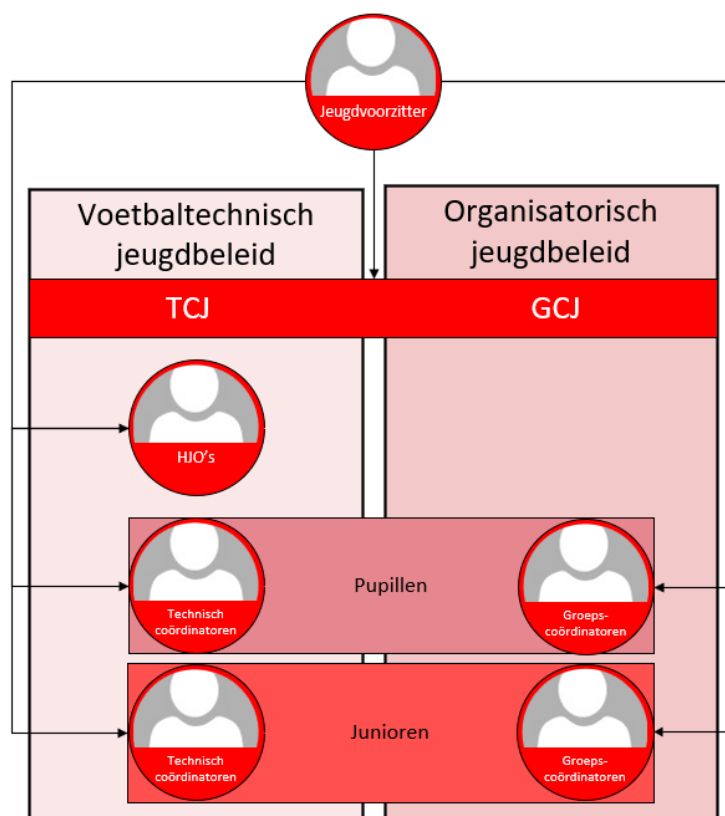 Jeugdvoorzitter
Voetbaltechnisch
jeugdbeleid
Organisatorisch
jeugdbeleid
TCJ
GCJ
HJO's
Technisch
coördinatoren
Pupillen
Groeps-
coördinatoren
Technisch
coördinatoren
Junioren
Groeps-
coördinatoren